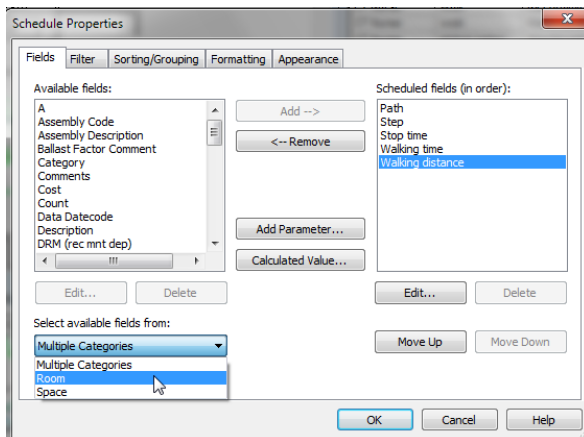 Schedule Properties
Fields Filter Sorting/Grouping Formatting Appearance
Available fields:
A
Assembly Code
Assembly Description
Ballast Factor Comment
Category
Comments
Cost
Count
Data Datecode
Description
DRM (rec mnt dep)
Add -->
<-- Remove
Add Parameter...
Calculated Value...
Scheduled fields (in order):
Path
Step
Stop time
Walking time
Walking distance
Edit... Delete
Edit... Delete
Select available fields from:
Multiple Categories
Multiple Categories
Room
Space
Move Up Move Down
OK Cancel Help